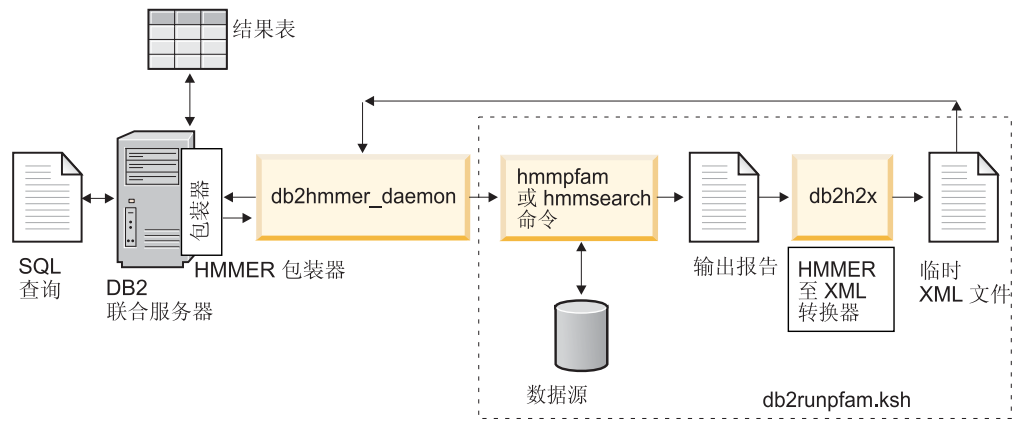 结果表
SQL
查询
DB2
联合服务器
包装器
HMMER 包装器
db2hmmer_daemon
hmmpfam
或 hmmsearch
命令
数据源
输出报告
db2h2x
HMMER
至 XML
转换器
临时
XML 文件
db2runpfam.ksh